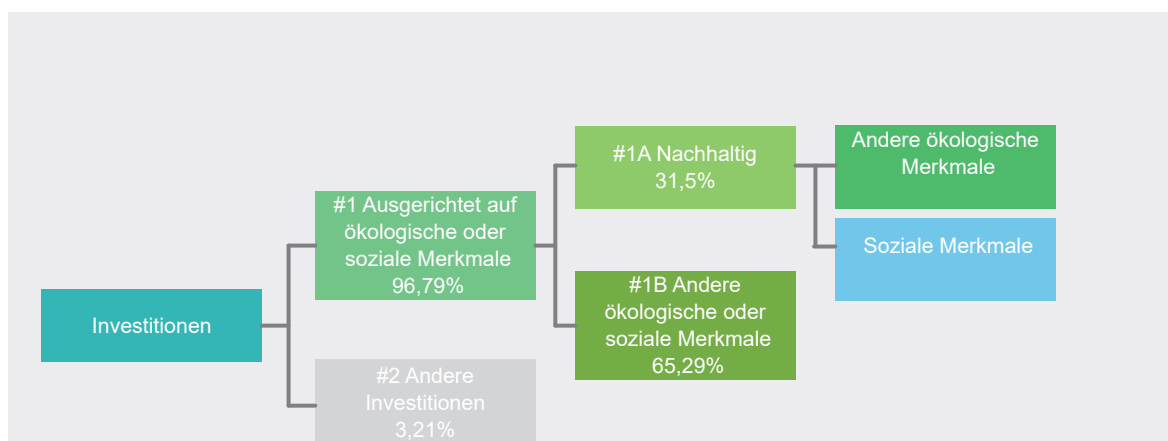 Investitionen
#1 Ausgerichtet auf
ökologische oder
soziale Merkmale
96,79%
#2 Andere
Investitionen
3,21%
#1A Nachhaltig
31,5%
#1B Andere
ökologische oder
soziale Merkmale
65,29%
Andere ökologische
Merkmale
Soziale Merkmale